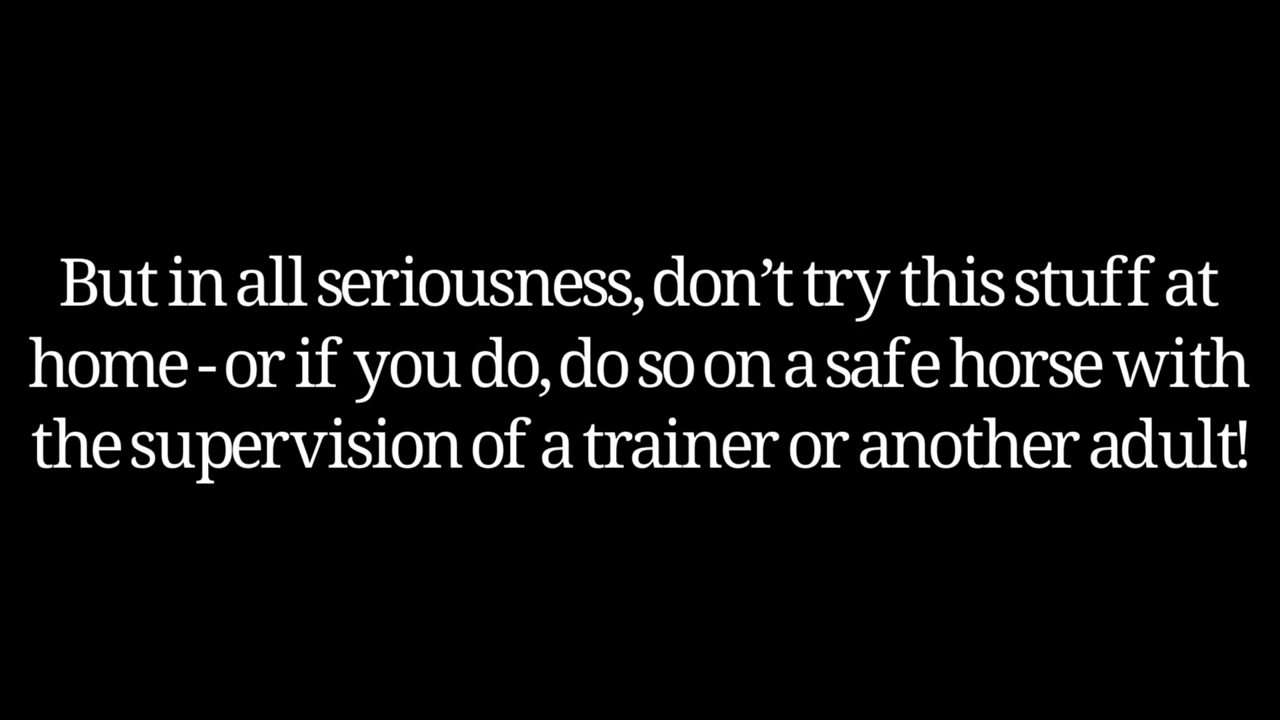 But in all seriousness, don’t try this stuff at
home - or if you do, do so on a safe horse with
the supervision of a trainer or another adult!